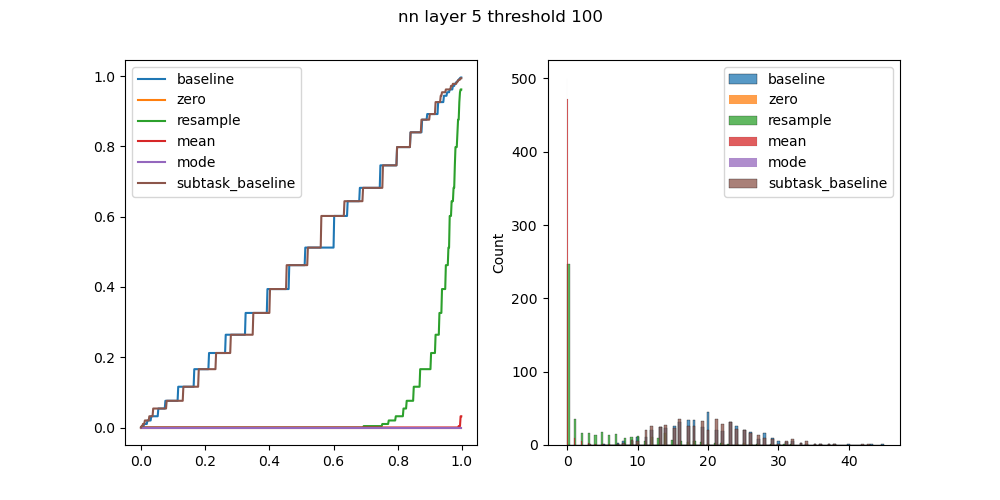 nn layer 5 threshold 100
1.0
0.8
0.6
0.4
0.2
0.0
0.0 0.2 0.4 0.6 0.8 1.0
baseline
zero
resample
mean
mode
subtask_baseline
Count
500
400
300
200
100
0
0 10 20 30 40
baseline
zero
resample
mean
mode
subtask_baseline